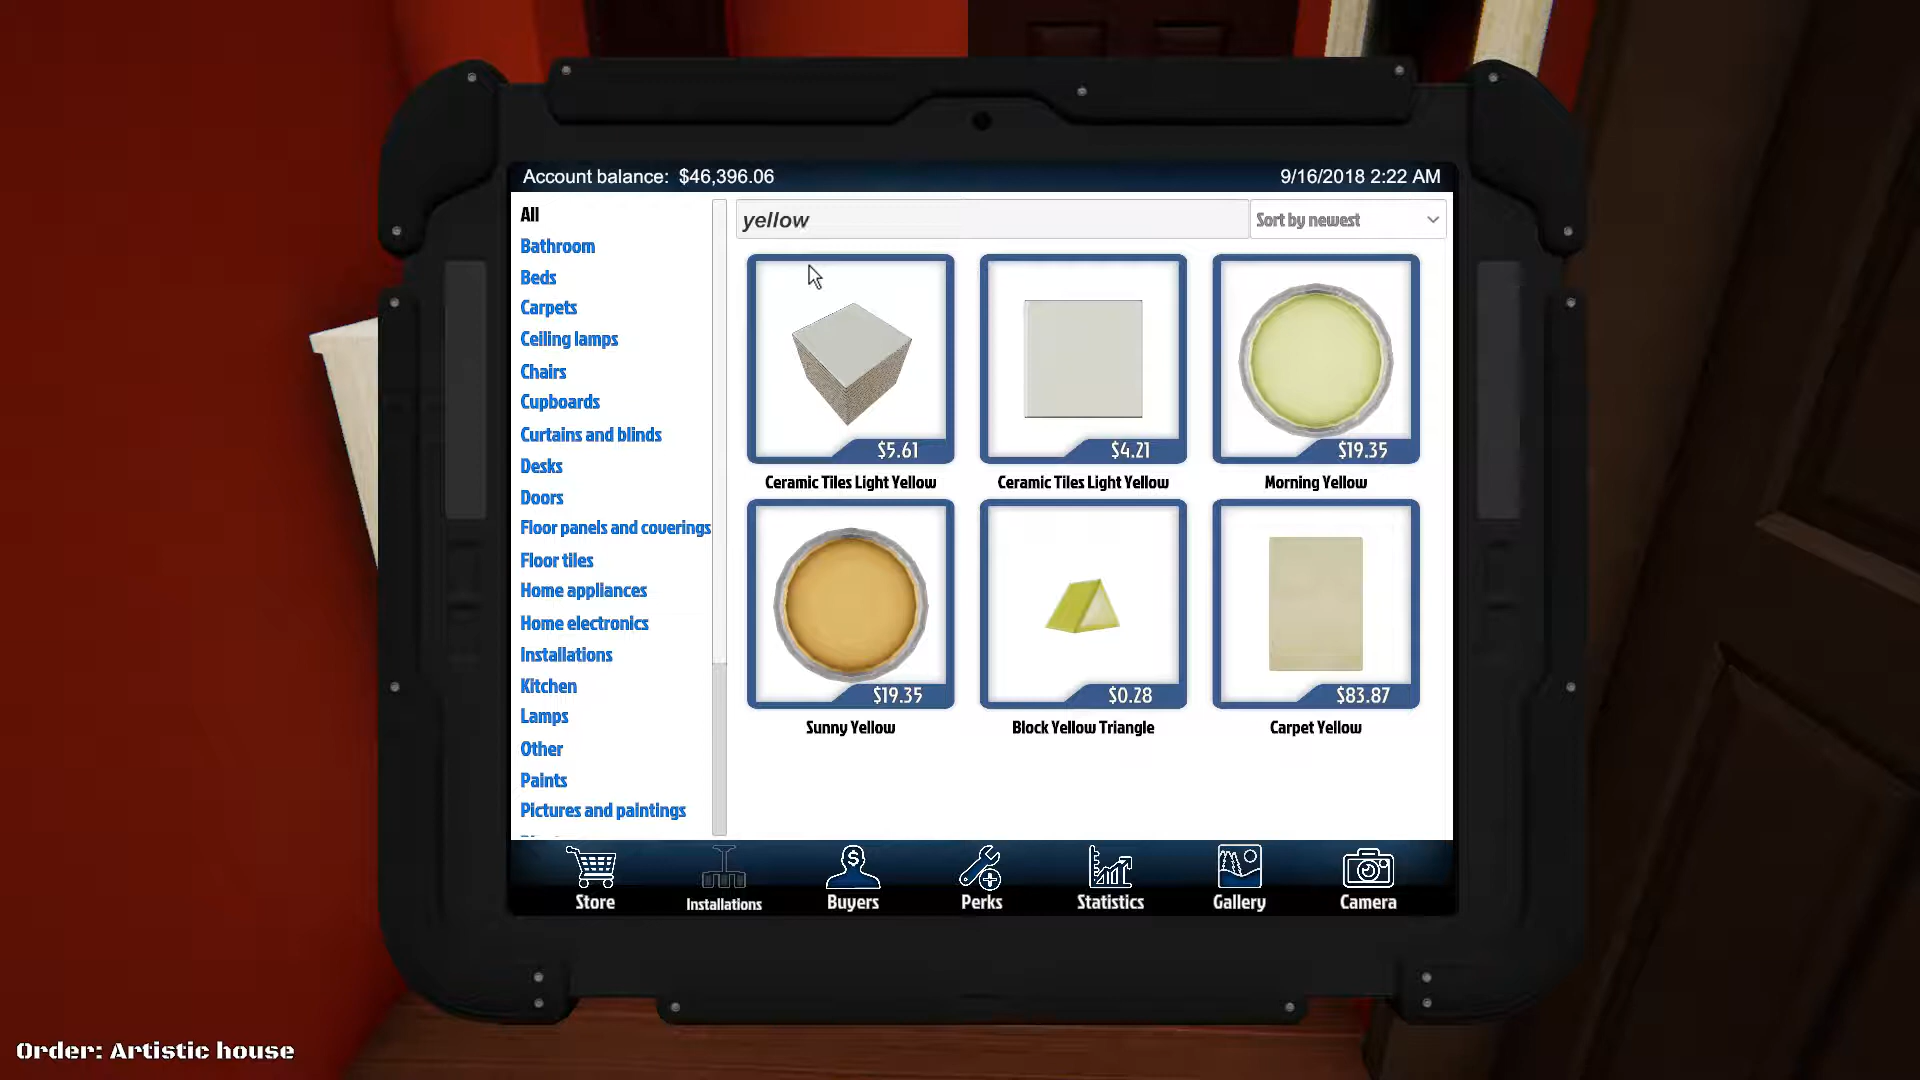 Account balance: $46,396.06
9/16/2018 2:22 AM
All
Bathroom
Beds
Carpets
Ceiling lamps
Chairs
Cupboards
Curtains and blinds
Desks
Doors
Floor panels and coverings
Floor tiles
Home appliances
Home electronics
Installations
Kitchen
Lamps
Other
Paints
Pictures and paintings
yellow
Sort by newest
$5.61
$4.21
$19.35
Ceramic Tiles Light Yellow
Ceramic Tiles Light Yellow
Morning Yellow
$19.35
$0.28
$83.87
Sunny Yellow
Block Yellow Triangle
Carpet Yellow
Store
Installations
Buyers
Perks
Statistics
Gallery
Camera
Order: Artistic house